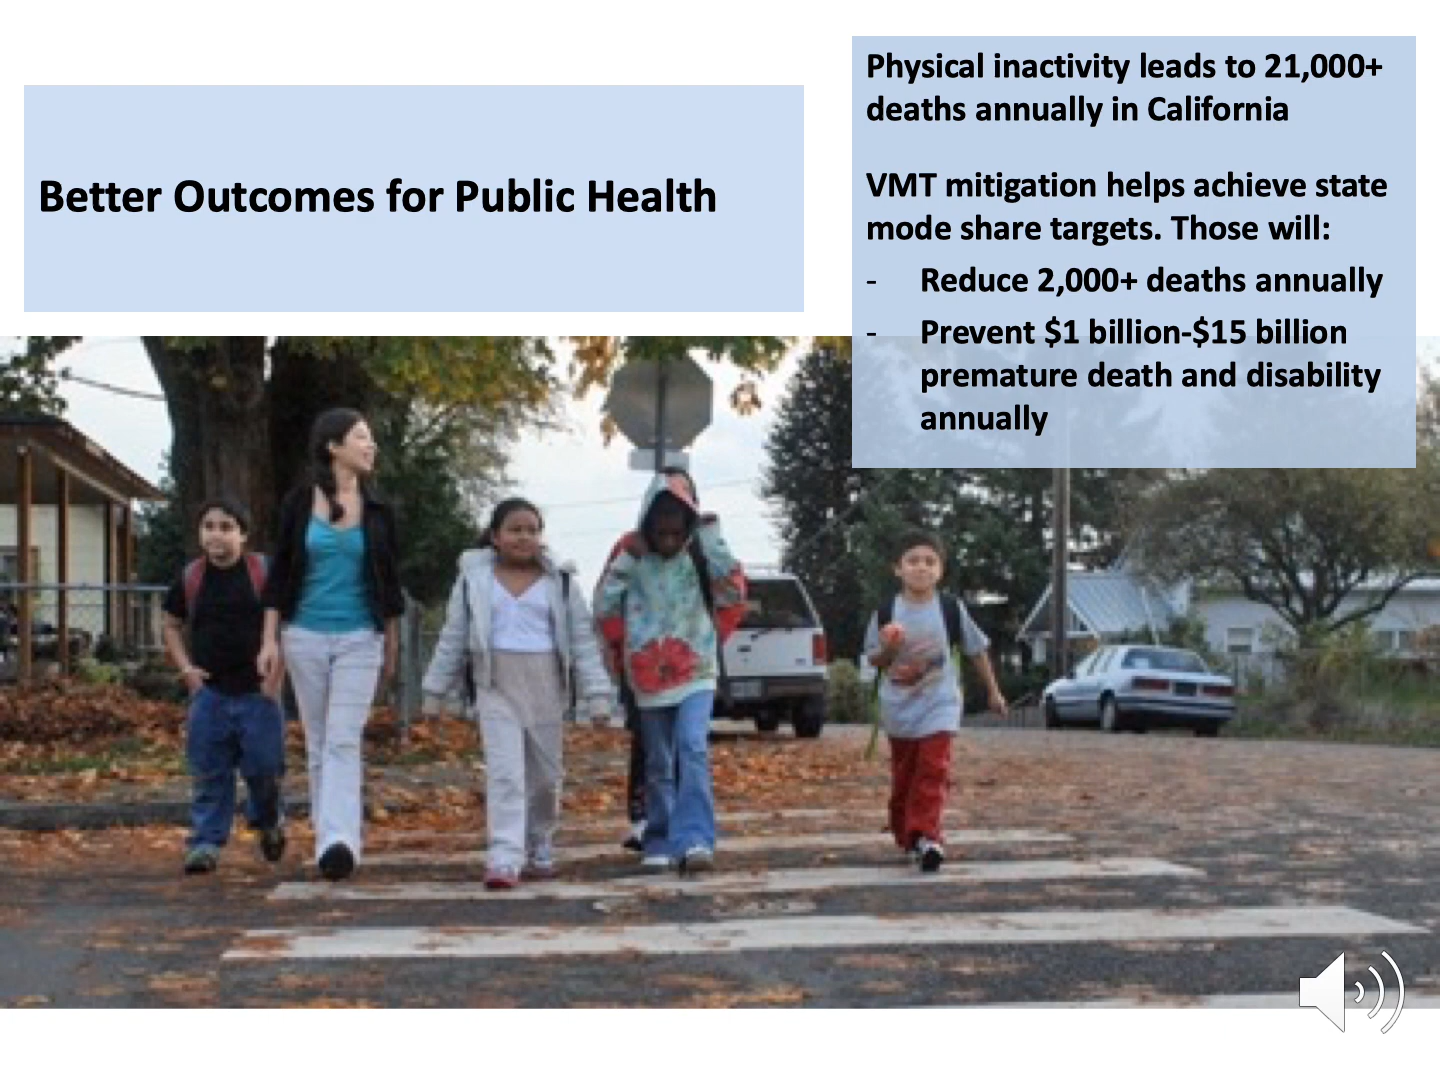 Better Outcomes for Public Health
Physical inactivity leads to 21,000+
deaths annually in California
VMT mitigation helps achieve state
mode share targets. Those will:
- Reduce 2,000+ deaths annually
- Prevent $1 billion-$15 billion
premature death and disability
annually